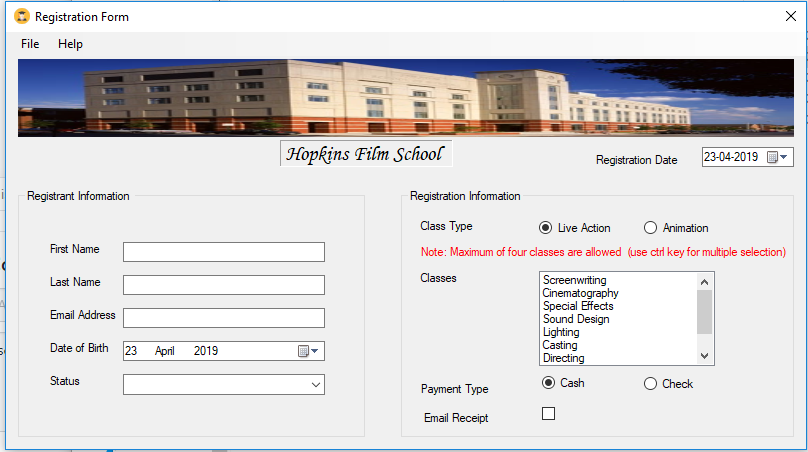 Registration Form
File Help
Hopkins Film School
Registration Date 23-04-2019
Registrant Information
First Name
Last Name
Email Address
Date of Birth 23 April 2019
Status
Registration Information
Class Type Live Action Animation
Note: Maximum of four classes are allowed (use ctrl key for multiple selection)
Classes Screenwriting
Cinematography
Special Effects
Sound Design
Lighting
Casting
Directing
Payment Type Cash Check
Email Receipt